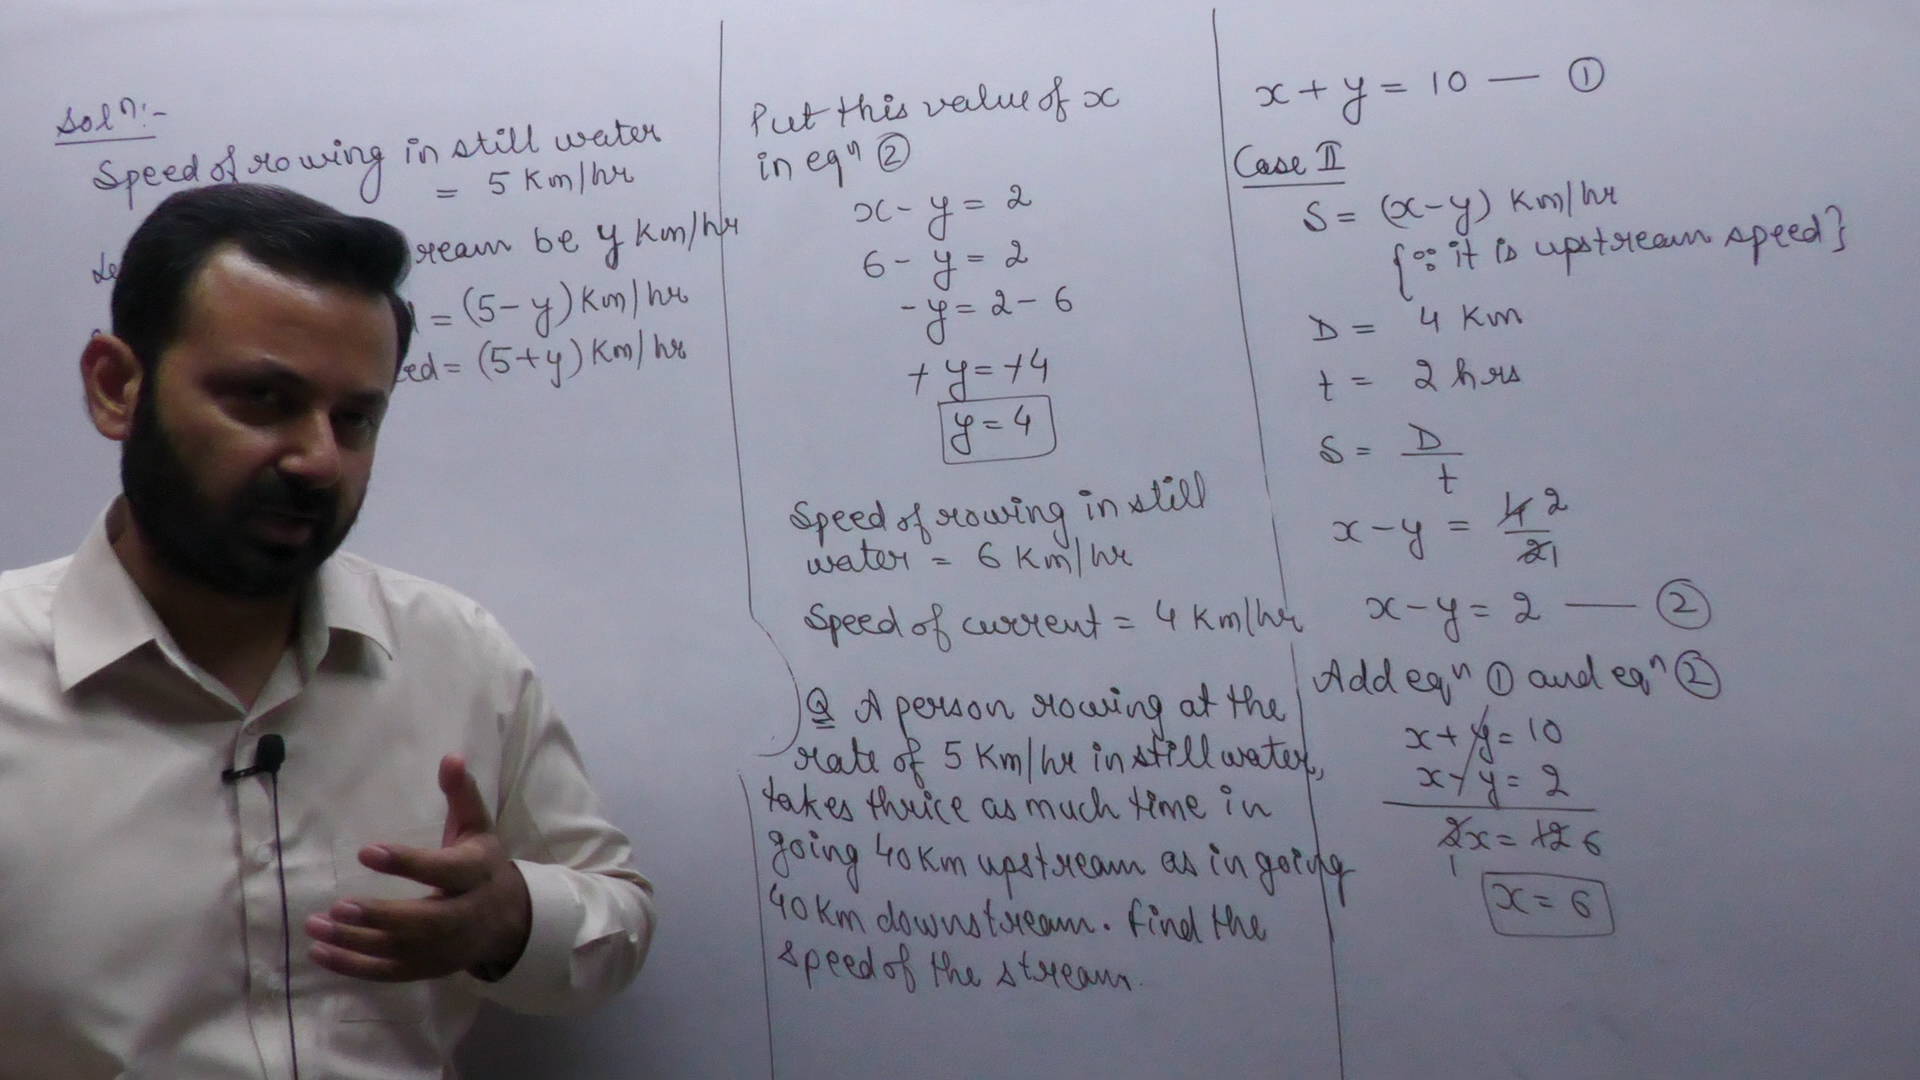 Solⁿ:-
Speed of rowing in still water
= 5 Km/hr
ream be y Km/hr
= (5-y) Km/hr
ed = (5+y) Km/hr
Put this value of x
in eqⁿ ②
x - y = 2
6 - y = 2
-y = 2 - 6
+y = +4
y = 4
Speed of rowing in still
water = 6 Km/hr
Speed of current = 4 Km/hr
Q A person rowing at the
rate of 5 Km/hr in still water,
takes thrice as much time in
going 40 Km upstream as in going
40 Km downstream. Find the
speed of the stream.
x + y = 10 — ①
Case II
S = (x-y) Km/hr
{∵ it is upstream speed}
D = 4 Km
t = 2 hrs
S = D/t
x - y = 4 2 / 2 1
x - y = 2 — ②
Add eqⁿ ① and eqⁿ ②
x + y = 10
x - y = 2
2x = 12 6
1
x = 6